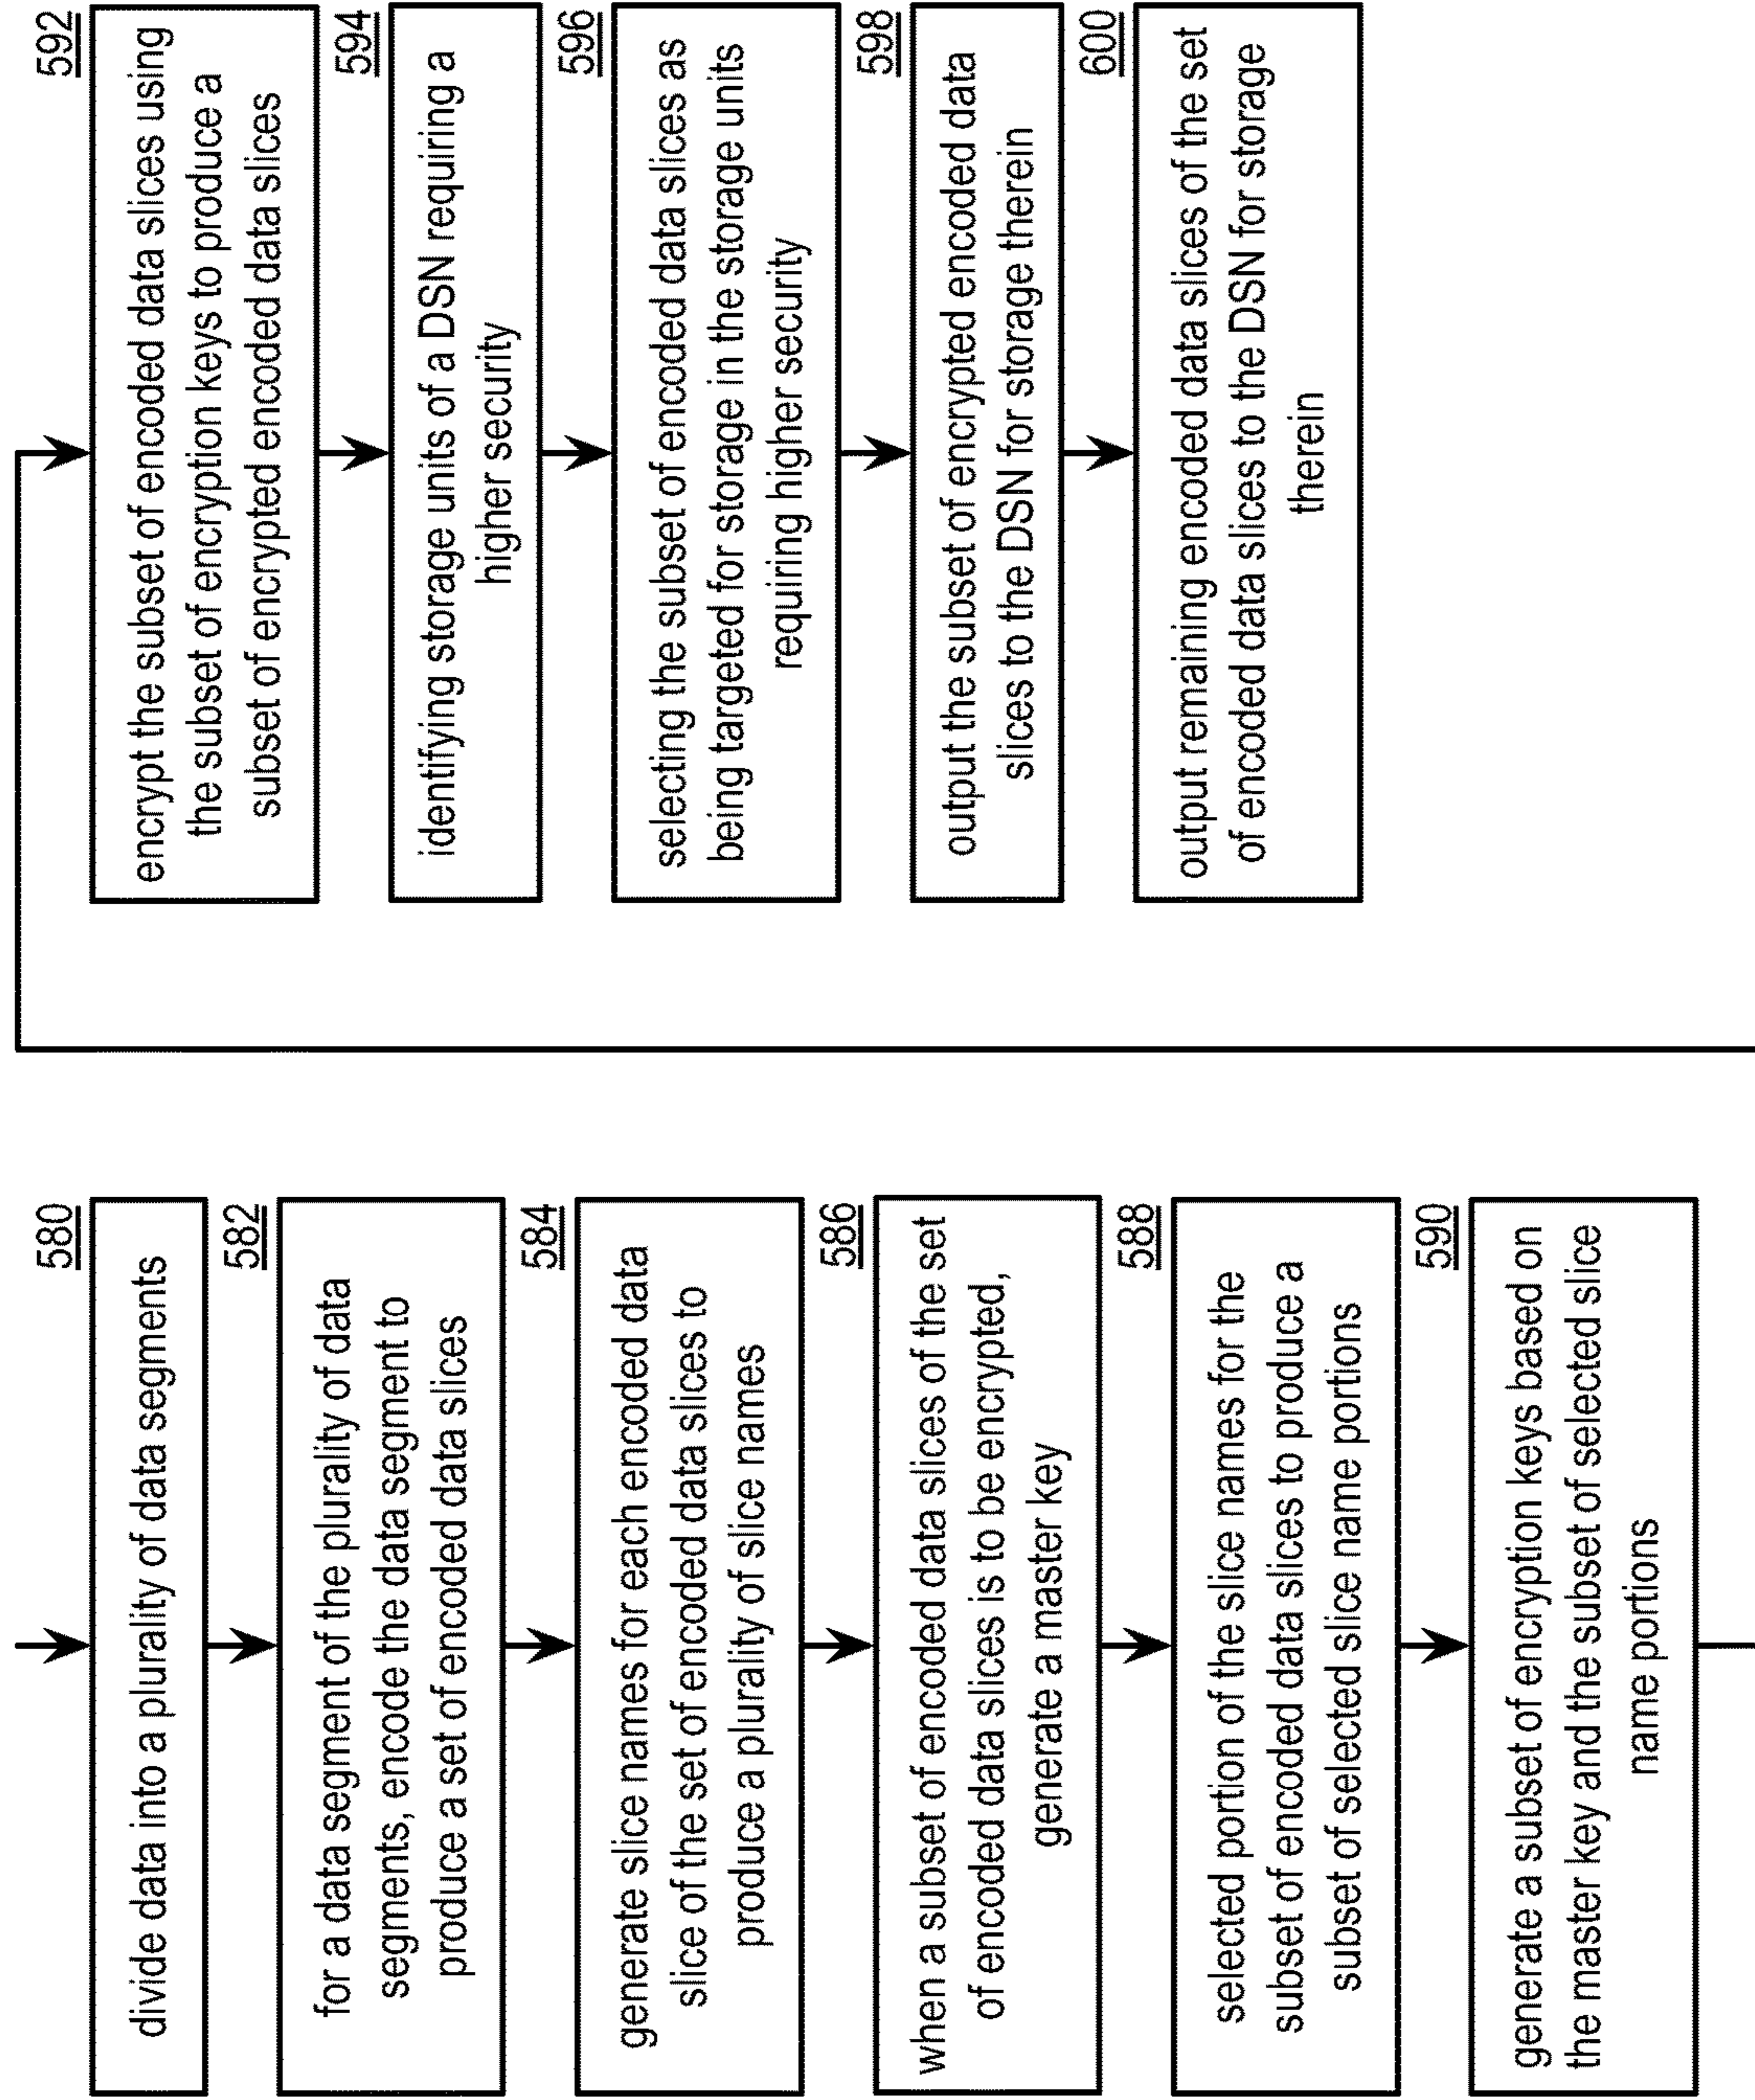 580
divide data into a plurality of data segments
582
for a data segment of the plurality of data
segments, encode the data segment to
produce a set of encoded data slices
584
generate slice names for each encoded data
slice of the set of encoded data slices to
produce a plurality of slice names
586
when a subset of encoded data slices of the set
of encoded data slices is to be encrypted,
generate a master key
588
selected portion of the slice names for the
subset of encoded data slices to produce a
subset of selected slice name portions
590
generate a subset of encryption keys based on
the master key and the subset of selected slice
name portions
592
encrypt the subset of encoded data slices using
the subset of encryption keys to produce a
subset of encrypted encoded data slices
594
identifying storage units of a DSN requiring a
higher security
596
selecting the subset of encoded data slices as
being targeted for storage in the storage units
requiring higher security
598
output the subset of encrypted encoded data
slices to the DSN for storage therein
600
output remaining encoded data slices of the set
of encoded data slices to the DSN for storage
therein